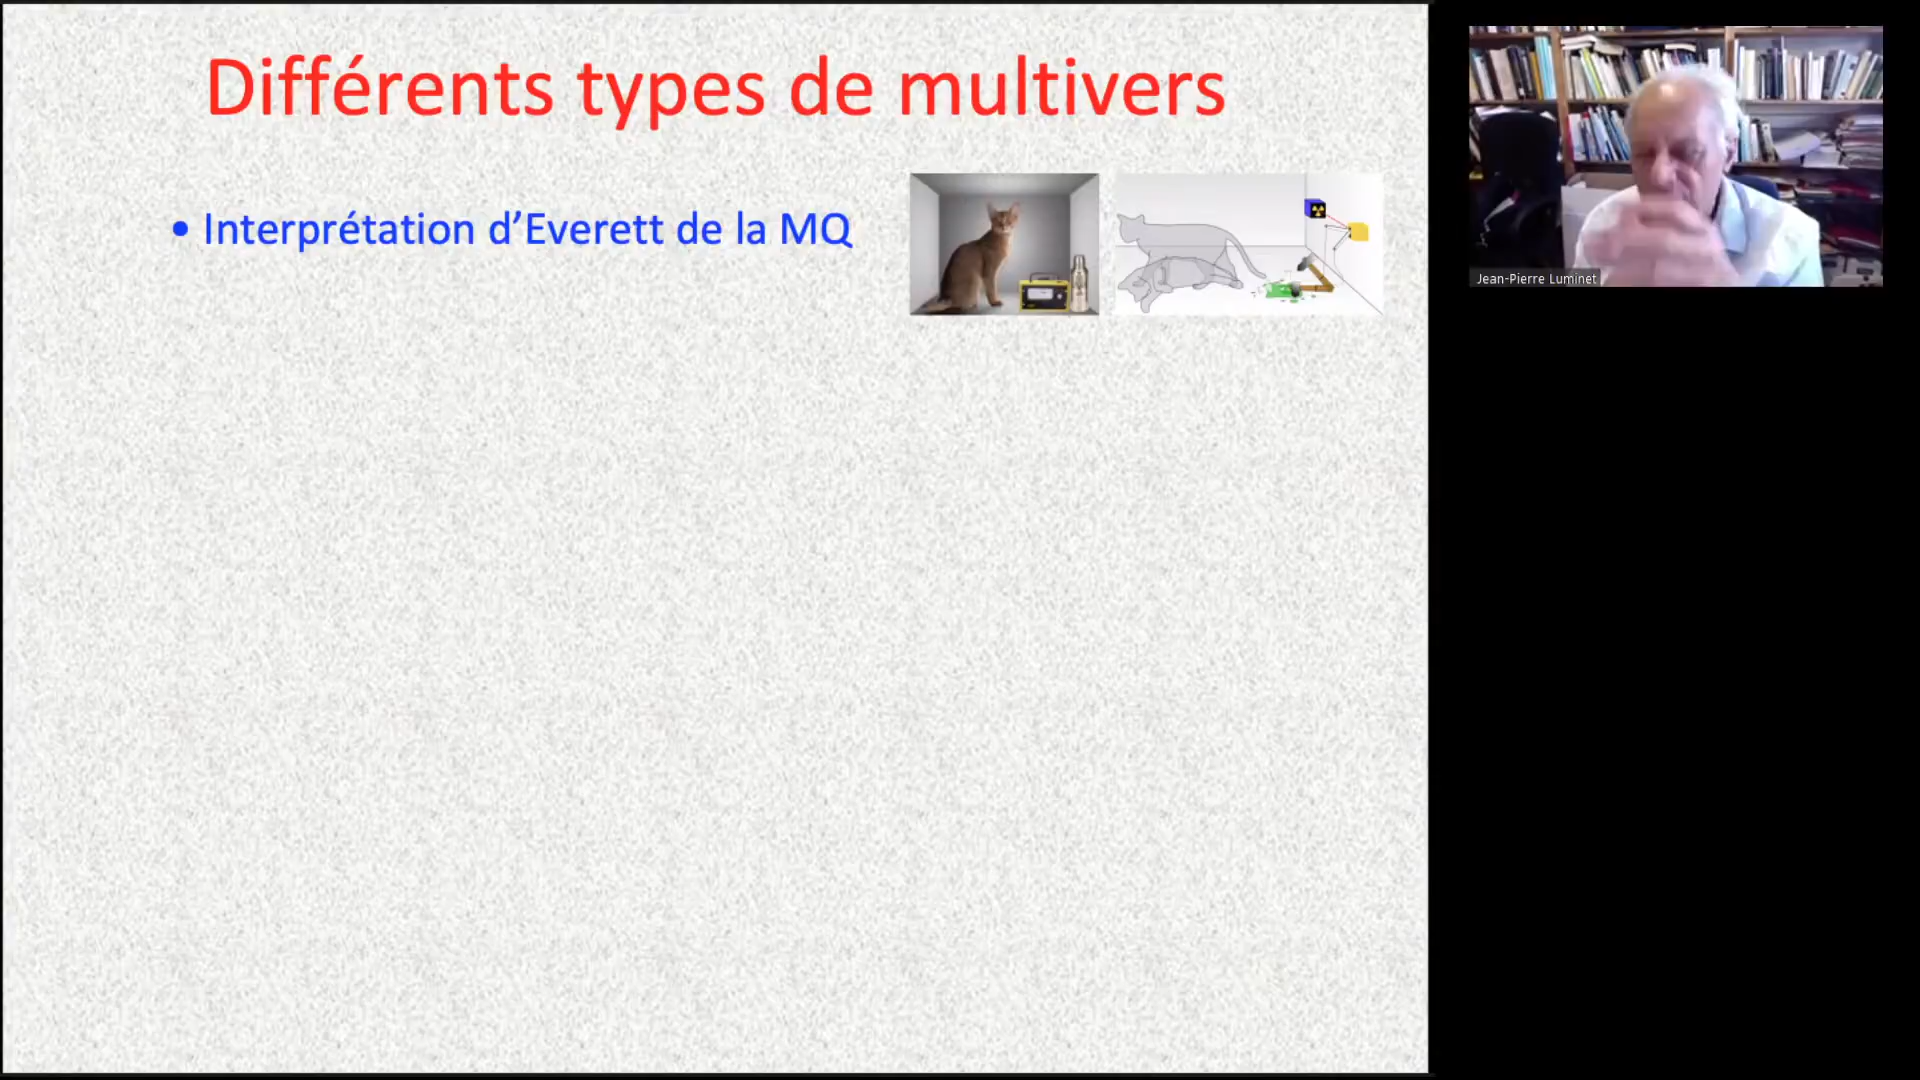 Différents types de multivers
• Interprétation d’Everett de la MQ
Jean-Pierre Luminet